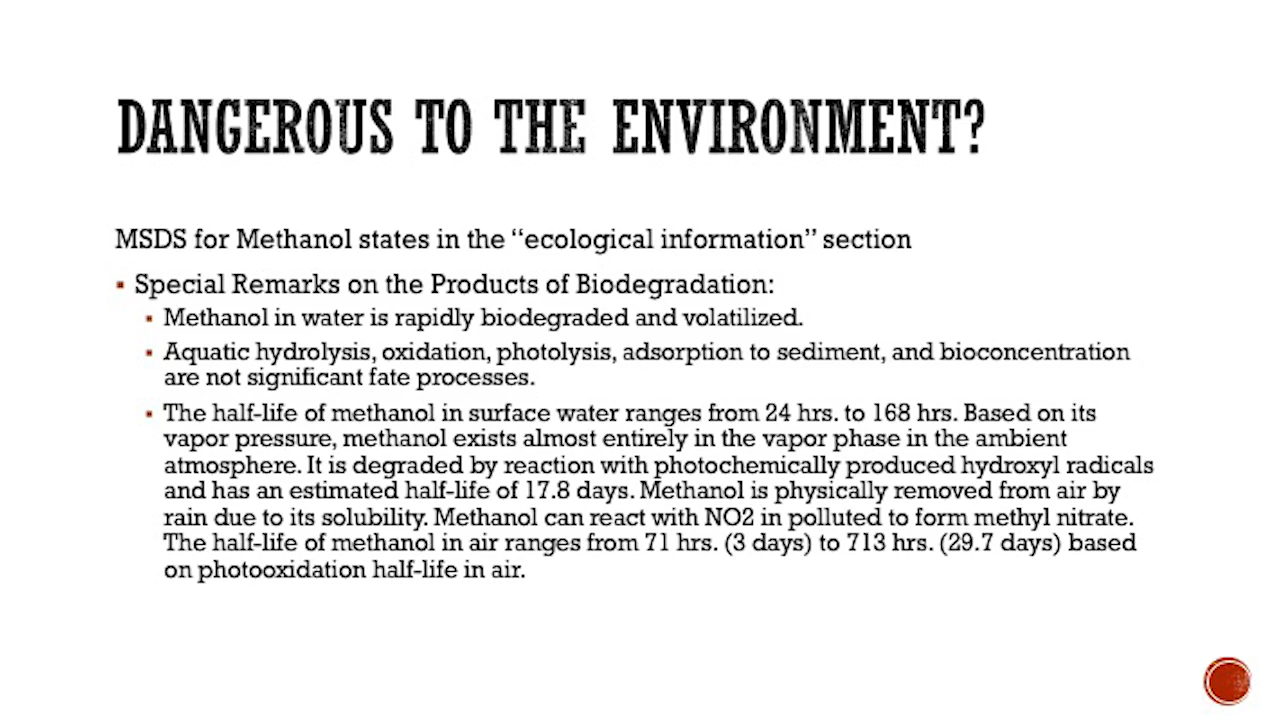 DANGEROUS TO THE ENVIRONMENT?
MSDS for Methanol states in the “ecological information” section
▪ Special Remarks on the Products of Biodegradation:
▪ Methanol in water is rapidly biodegraded and volatilized.
▪ Aquatic hydrolysis, oxidation, photolysis, adsorption to sediment, and bioconcentration
are not significant fate processes.
▪ The half-life of methanol in surface water ranges from 24 hrs. to 168 hrs. Based on its
vapor pressure, methanol exists almost entirely in the vapor phase in the ambient
atmosphere. It is degraded by reaction with photochemically produced hydroxyl radicals
and has an estimated half-life of 17.8 days. Methanol is physically removed from air by
rain due to its solubility. Methanol can react with NO2 in polluted to form methyl nitrate.
The half-life of methanol in air ranges from 71 hrs. (3 days) to 713 hrs. (29.7 days) based
on photooxidation half-life in air.